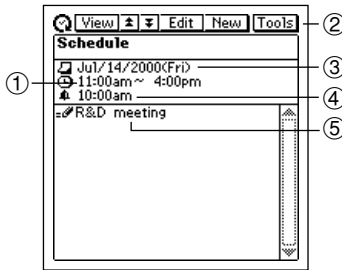 View Edit New Tools ②
Schedule
Jul/14/2000(Fri) ③
① 11:00am~ 4:00pm
10:00am ④
R&D meeting
⑤